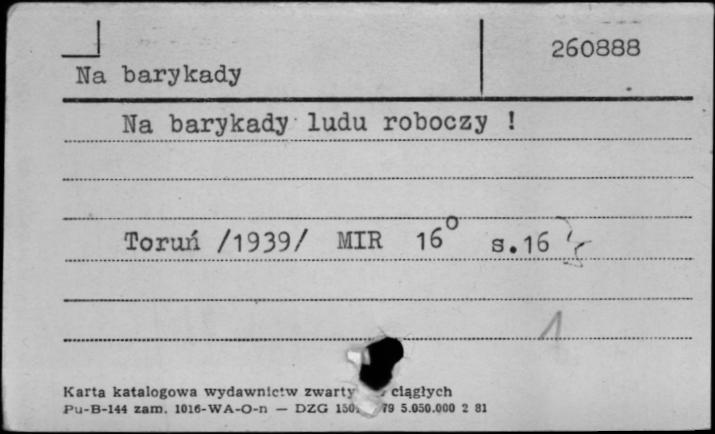 260888
Na barykady
Na barykady ludu roboczy !
Toruń /1939/ MIR 16° s.16
1
Karta katalogowa wydawnictw zwarty ciągłych
Pu-B-144 zam. 1016-WA-O-n — DZG 150 79 5.050.000 2 81